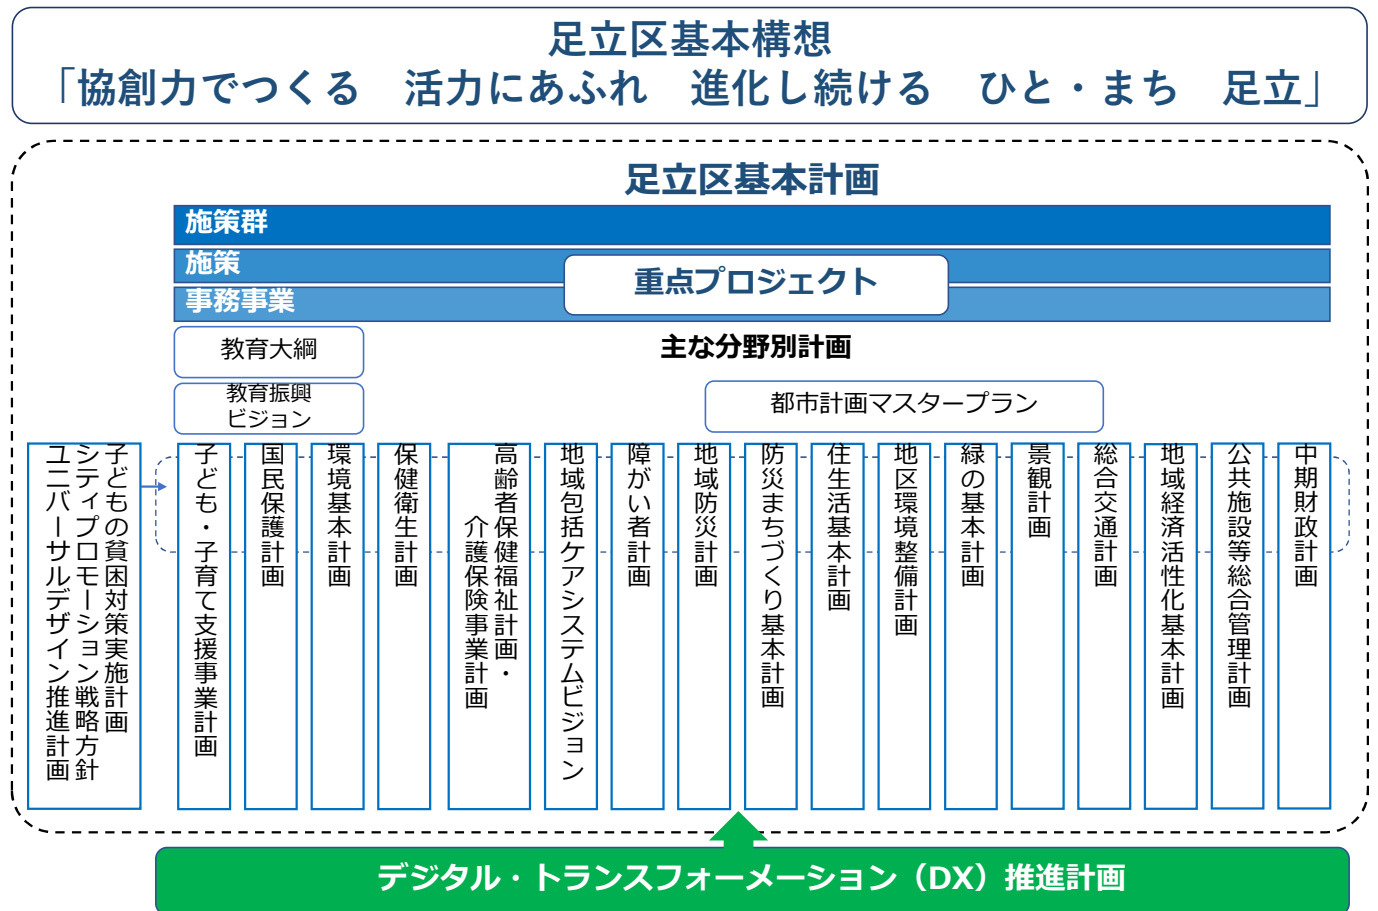 足立区基本構想
「協創力でつくる　活力にあふれ　進化し続ける　ひと・まち　足立」
足立区基本計画
施策群
施策
重点プロジェクト
事務事業
教育大綱
主な分野別計画
教育振興
ビジョン
都市計画マスタープラン
子どもの貧困対策実施計画
シティプロモーション戦略方針
ユニバーサルデザイン推進計画
子ども・子育て支援事業計画
国民保護計画
環境基本計画
保健衛生計画
高齢者保健福祉計画・
介護保険事業計画
地域包括ケアシステムビジョン
障がい者計画
地域防災計画
防災まちづくり基本計画
住生活基本計画
地区環境整備計画
緑の基本計画
景観計画
総合交通計画
地域経済活性化基本計画
公共施設等総合管理計画
中期財政計画
デジタル・トランスフォーメーション（DX）推進計画